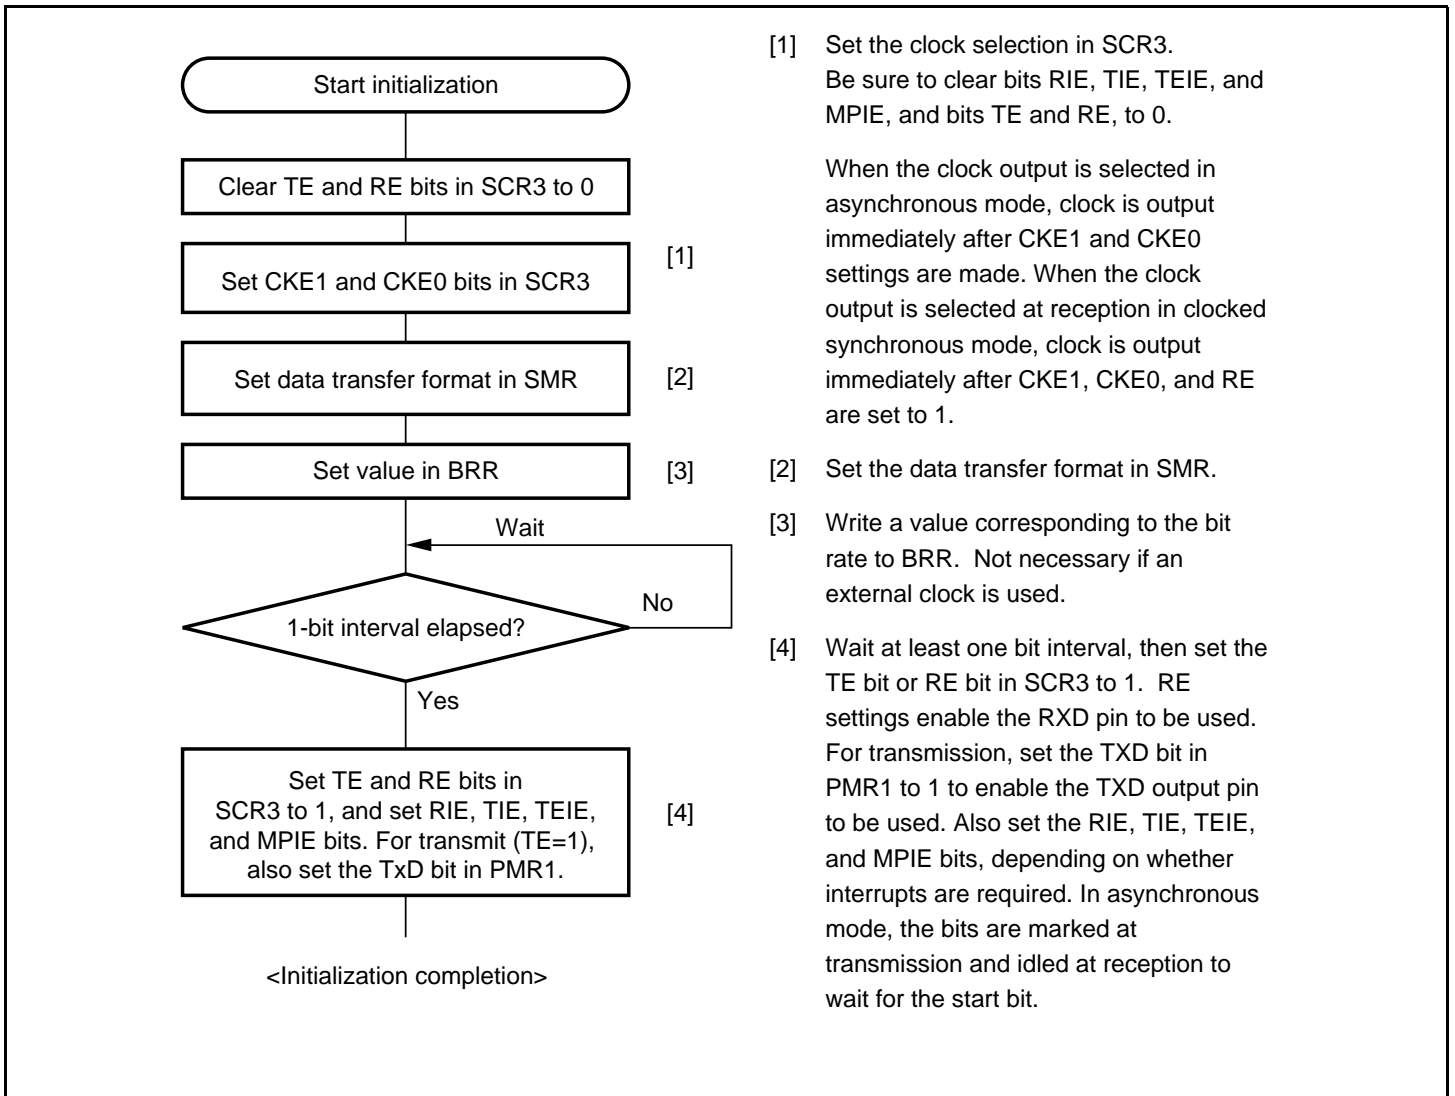 Start initialization
Clear TE and RE bits in SCR3 to 0
Set CKE1 and CKE0 bits in SCR3
[1]
Set data transfer format in SMR
[2]
Set value in BRR
[3]
Wait
No
1-bit interval elapsed?
Yes
Set TE and RE bits in
SCR3 to 1, and set RIE, TIE, TEIE,
and MPIE bits. For transmit (TE=1),
also set the TxD bit in PMR1.
[4]
<Initialization completion>
[1] Set the clock selection in SCR3.
Be sure to clear bits RIE, TIE, TEIE, and
MPIE, and bits TE and RE, to 0.
When the clock output is selected in
asynchronous mode, clock is output
immediately after CKE1 and CKE0
settings are made. When the clock
output is selected at reception in clocked
synchronous mode, clock is output
immediately after CKE1, CKE0, and RE
are set to 1.
[2] Set the data transfer format in SMR.
[3] Write a value corresponding to the bit
rate to BRR.  Not necessary if an
external clock is used.
[4] Wait at least one bit interval, then set the
TE bit or RE bit in SCR3 to 1.  RE
settings enable the RXD pin to be used.
For transmission, set the TXD bit in
PMR1 to 1 to enable the TXD output pin
to be used. Also set the RIE, TIE, TEIE,
and MPIE bits, depending on whether
interrupts are required. In asynchronous
mode, the bits are marked at
transmission and idled at reception to
wait for the start bit.